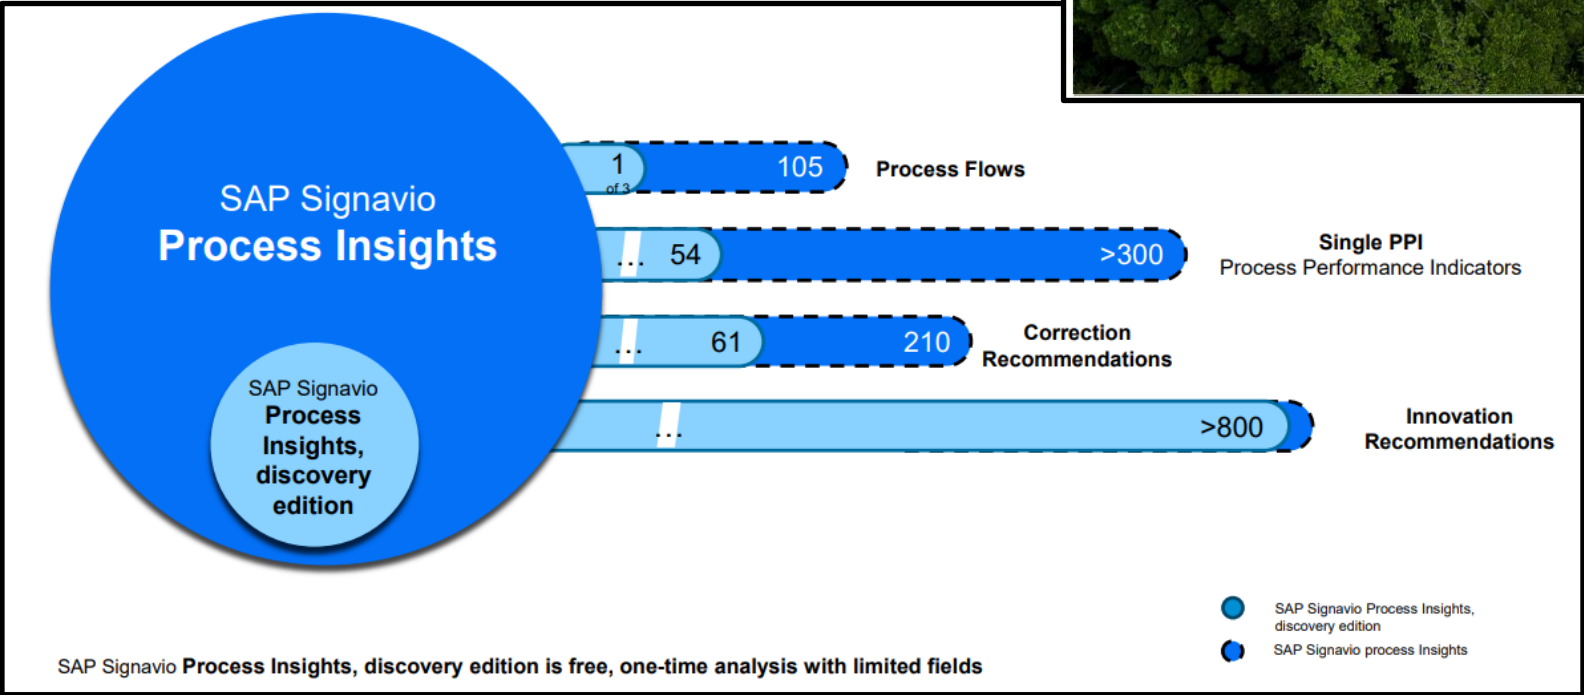 SAP Signavio
Process Insights
SAP Signavio
Process
Insights,
discovery
edition
1
of 3
105
Process Flows
... 54
>300
Single PPI
Process Performance Indicators
... 61
210
Correction
Recommendations
...
>800
Innovation
Recommendations
SAP Signavio Process Insights,
discovery edition
SAP Signavio process Insights
SAP Signavio Process Insights, discovery edition is free, one-time analysis with limited fields